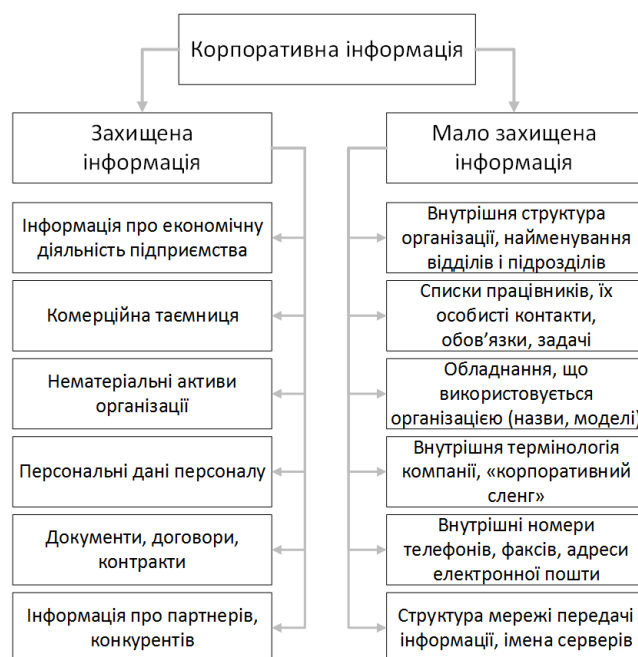 Корпоративна інформація
Захищена
інформація
Інформація про економічну
діяльність підприємства
Комерційна таємниця
Нематеріальні активи
організації
Персональні дані персоналу
Документи, договори,
контракти
Інформація про партнерів,
конкурентів
Мало захищена
інформація
Внутрішня структура
організації, найменування
відділів і підрозділів
Списки працівників, їх
особисті контакти,
обов’язки, задачі
Обладнання, що
використовується
організацією (назви, моделі)
Внутрішня термінологія
компанії, «корпоративний
сленг»
Внутрішні номери
телефонів, факсів, адреси
електронної пошти
Структура мережі передачі
інформації, імена серверів